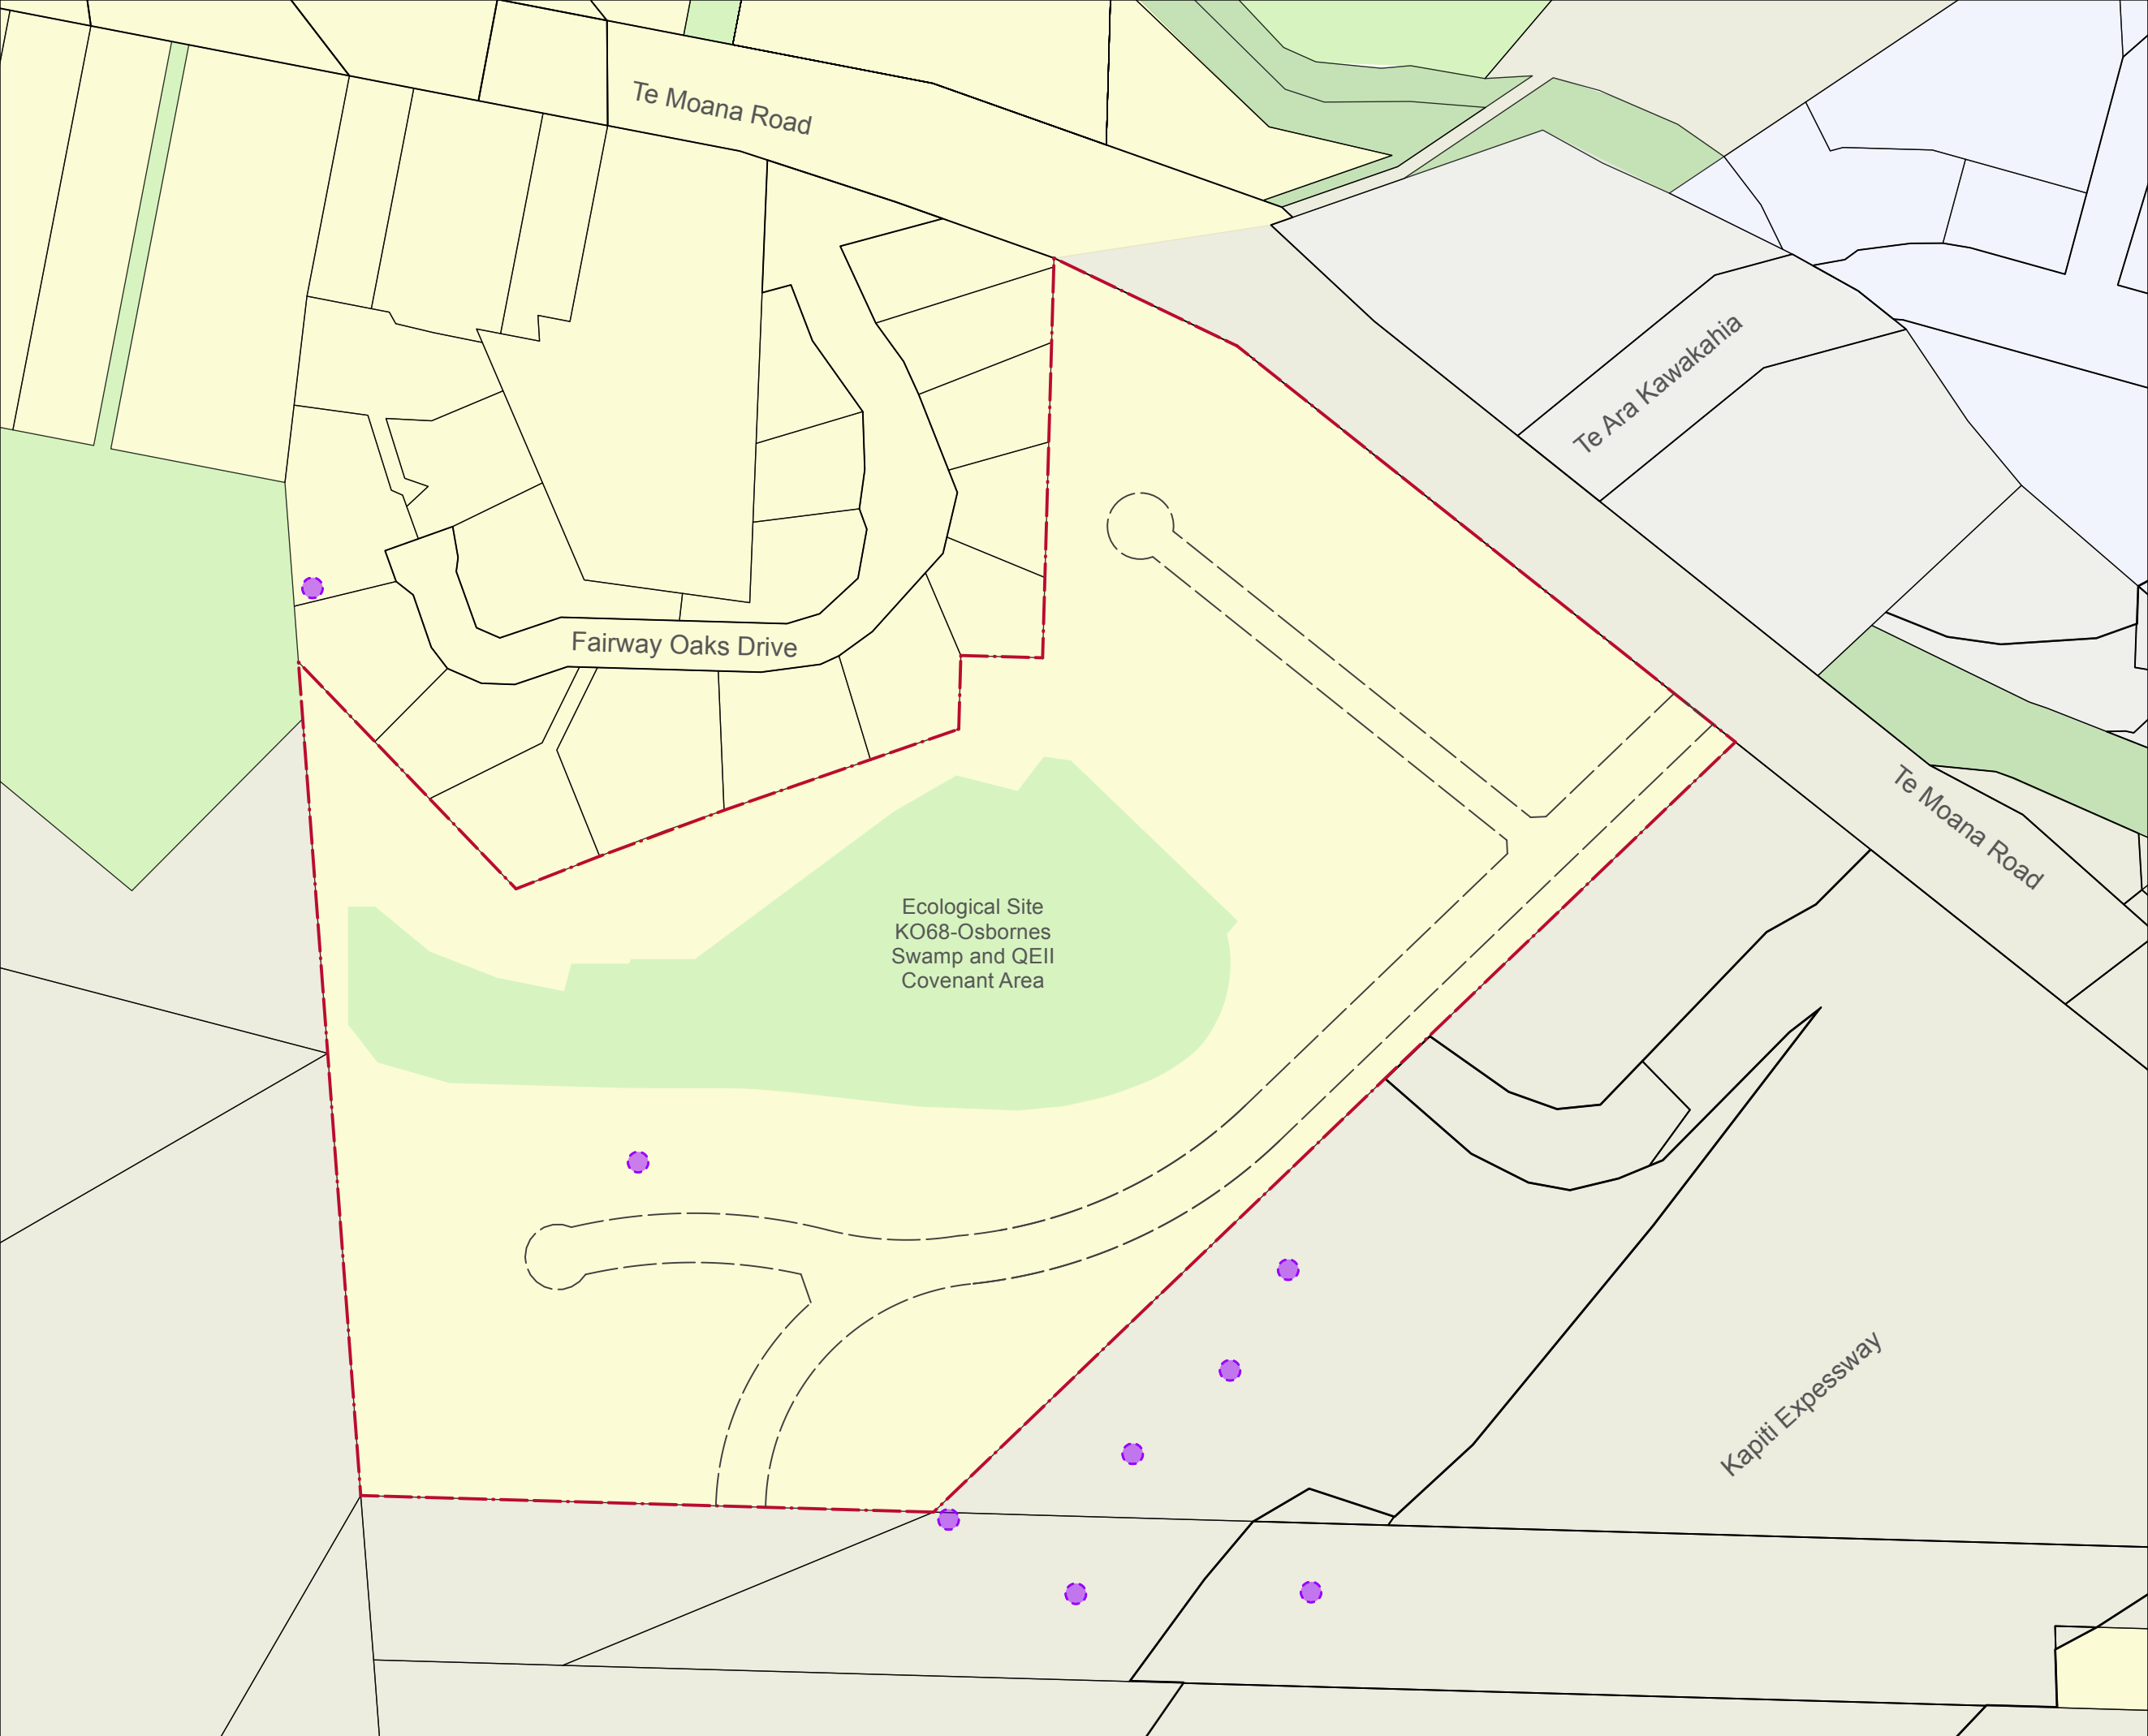 Te Moana Road
Te Ara Kawakahia
Fairway Oaks Drive
Te Moana Road
Ecological Site
KO68-Osbornes
Swamp and QEII
Covenant Area
Kapiti Expessway